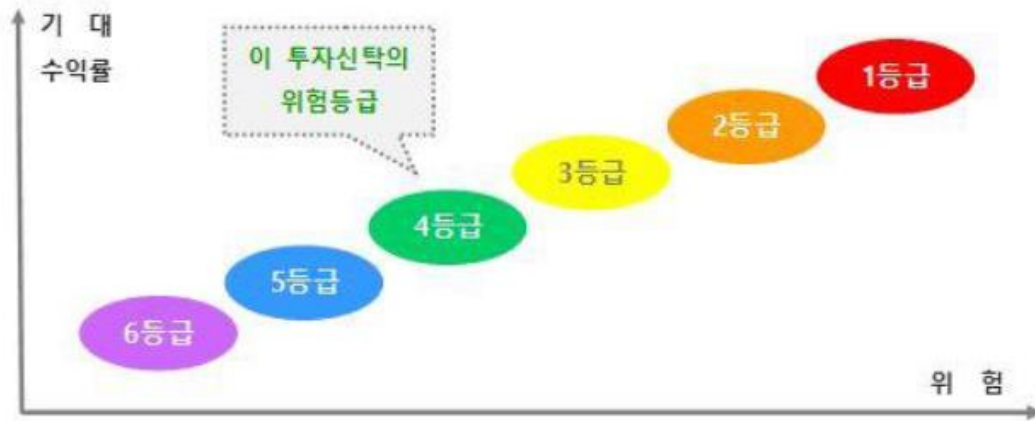 기 대
수익률
이 투자신탁의
위험등급
1등급
2등급
3등급
4등급
5등급
6등급
위 험